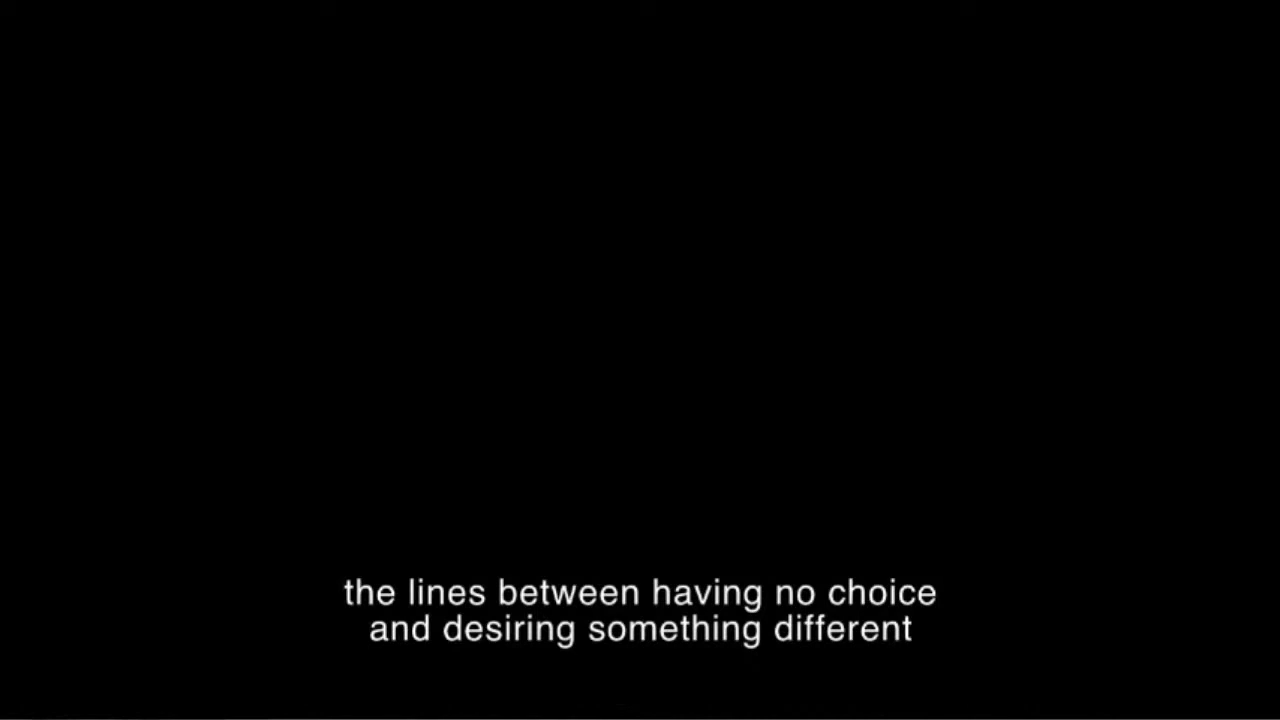 the lines between having no choice
and desiring something different